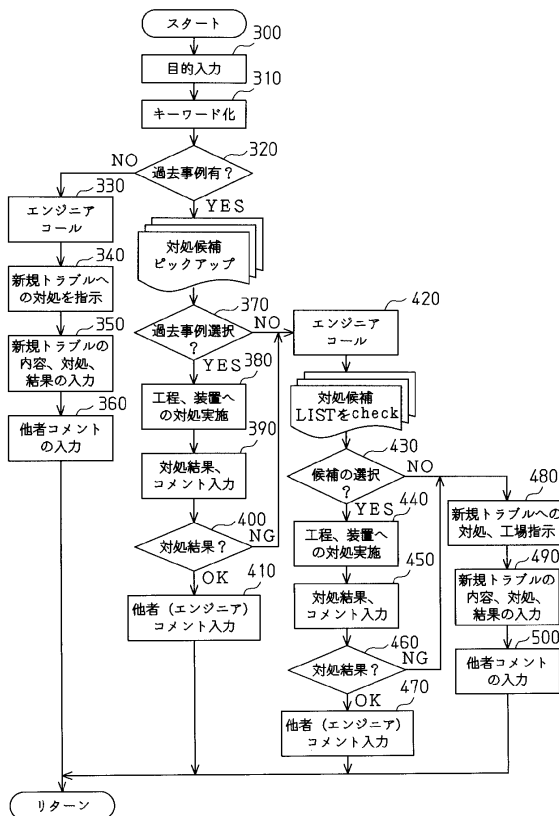 スタート
300
目的入力
310
キーワード化
320
過去事例有?
NO
YES
330
エンジニア
コール
340
新規トラブルへ
の対処を指示
350
新規トラブルの
内容、対処、
結果の入力
360
他者コメント
の入力
対処候補
ピックアップ
370
過去事例選択
?
NO
YES
380
工程、装置へ
の対処実施
390
対処結果、
コメント入力
400
対処結果?
NG
OK
410
他者(エンジニア)
コメント入力
420
エンジニア
コール
対処候補
LISTをcheck
430
候補の選択
?
NO
YES
440
工程、装置へ
の対処実施
450
対処結果、
コメント入力
460
対処結果?
NG
OK
470
他者(エンジニア)
コメント入力
480
新規トラブルへの
対処、工場指示
490
新規トラブルの
内容、対処、
結果の入力
500
他者コメント
の入力
リターン